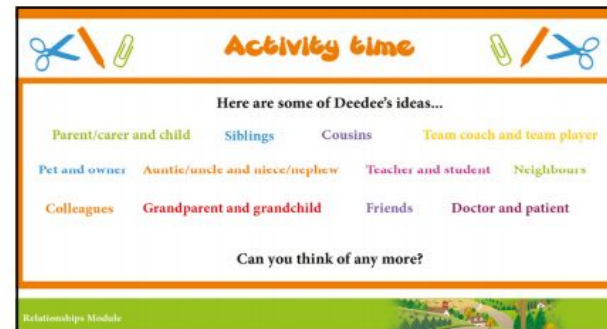 Activity time
Here are some of Deedee's ideas...
Parent/carer and child Siblings Cousins Team coach and team player
Pet and owner Auntie/uncle and niece/nephew Teacher and student Neighbours
Colleagues Grandparent and grandchild Friends Doctor and patient
Can you think of any more?
Relationships Module